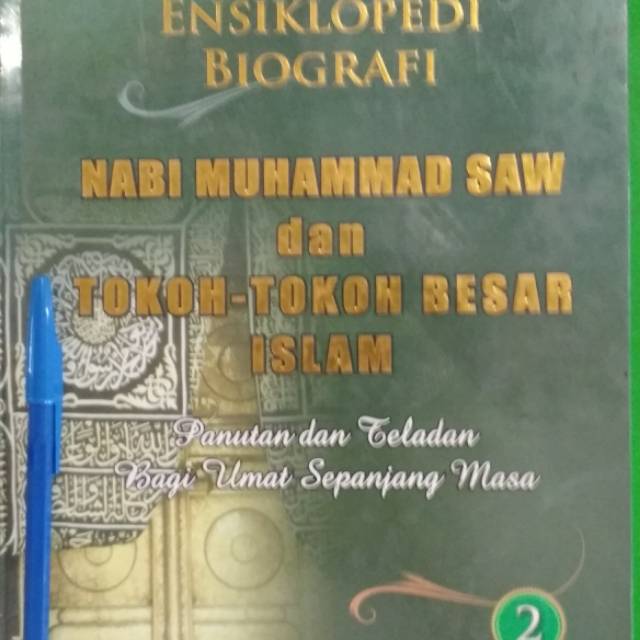 ENSIKLOPEDI
BIOGRAFI
NABI MUHAMMAD SAW
dan
TOKOH-TOKOH BESAR
ISLAM
Panutan dan Teladan
Bagi Umat Sepanjang Masa
2